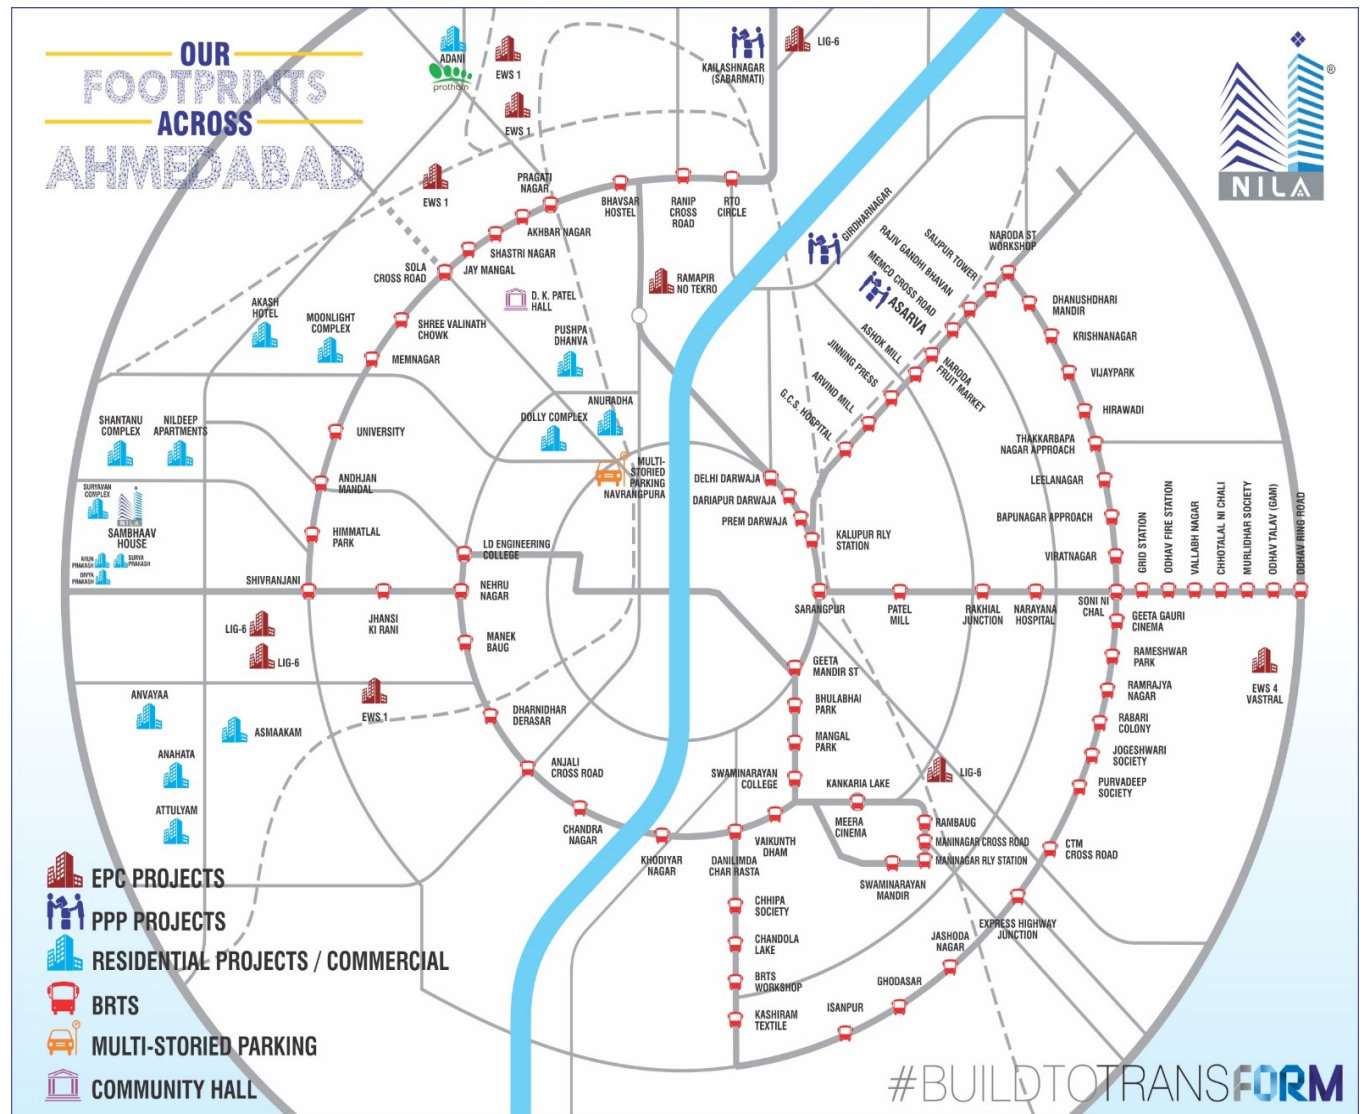 OUR
FOOTPRINTS
ACROSS
AHMEDABAD
ADANI
pratham
EWS 1
EWS 1
EWS 1
KAILASHNAGAR
(SABARMATI)
LIG-6
NILA
®
PRAGATI
NAGAR
BHAVSAR
HOSTEL
RANIP
CROSS
ROAD
RTO
CIRCLE
AKHBAR NAGAR
SHASTRI NAGAR
JAY MANGAL
SOLA
CROSS ROAD
GIRDHARNAGAR
SAIJPUR TOWER
RAJIV GANDHI BHAVAN
MEMCO CROSS ROAD
ASARVA
NARODA ST
WORKSHOP
RAMAPIR
NO TEKRO
D. K. PATEL
HALL
AKASH
HOTEL
MOONLIGHT
COMPLEX
SHREE VALINATH
CHOWK
PUSHPA
DHANVA
MEMNAGAR
ASHOK MILL
JINNING PRESS
ARVIND MILL
G.C.S. HOSPITAL
NARODA
FRUIT MARKET
DHANUSHDHARI
MANDIR
KRISHNANAGAR
VIJAYPARK
HIRAWADI
THAKKARBAPA
NAGAR APPROACH
LEELANAGAR
BAPUNAGAR APPROACH
VIRATNAGAR
ANURADHA
DOLLY COMPLEX
SHANTANU
COMPLEX
NILDEEP
APARTMENTS
UNIVERSITY
MULTI-
STORIED
PARKING
NAVRANGPURA
DELHI DARWAJA
DARIAPUR DARWAJA
PREM DARWAJA
KALUPUR RLY
STATION
ANDHJAN
MANDAL
SURYAVAN
COMPLEX
NILA
SAMBHAAV
HOUSE
HIMMATLAL
PARK
ARUN
PRAKASH
SURYA
PRAKASH
DIVYA
PRAKASH
LD ENGINEERING
COLLEGE
SHIVRANJANI
JHANSI
KI RANI
NEHRU
NAGAR
SARANGPUR
PATEL
MILL
RAKHIAL
JUNCTION
NARAYANA
HOSPITAL
SONI NI
CHAL
GRID STATION
ODHAV FIRE STATION
VALLABH NAGAR
CHHOTALAL NI CHALI
MURLIDHAR SOCIETY
ODHAV TALAV (GAM)
ODHAV RING ROAD
LIG-6
LIG-6
MANEK
BAUG
GEETA GAURI
CINEMA
RAMESHWAR
PARK
RAMRAJYA
NAGAR
RABARI
COLONY
JOGESHWARI
SOCIETY
PURVADEEP
SOCIETY
EWS 4
VASTRAL
EWS 1
GEETA
MANDIR ST
BHULABHAI
PARK
MANGAL
PARK
SWAMINARAYAN
COLLEGE
ANVAYAA
ASMAAKAM
ANAHATA
ATTULYAM
DHARNIDHAR
DERASAR
ANJALI
CROSS ROAD
CHANDRA
NAGAR
KHODIYAR
NAGAR
DANILIMDA
CHAR RASTA
VAIKUNTH
DHAM
KANKARIA LAKE
LIG-6
MEERA
CINEMA
RAMBAUG
MANINAGAR CROSS ROAD
MANINAGAR RLY STATION
SWAMINARAYAN
MANDIR
CTM
CROSS ROAD
EXPRESS HIGHWAY
JUNCTION
JASHODA
NAGAR
GHODASAR
ISANPUR
CHHIPA
SOCIETY
CHANDOLA
LAKE
BRTS
WORKSHOP
KASHIRAM
TEXTILE
EPC PROJECTS
PPP PROJECTS
RESIDENTIAL PROJECTS / COMMERCIAL
BRTS
MULTI-STORIED PARKING
COMMUNITY HALL
#BUILDTOTRANSFORM